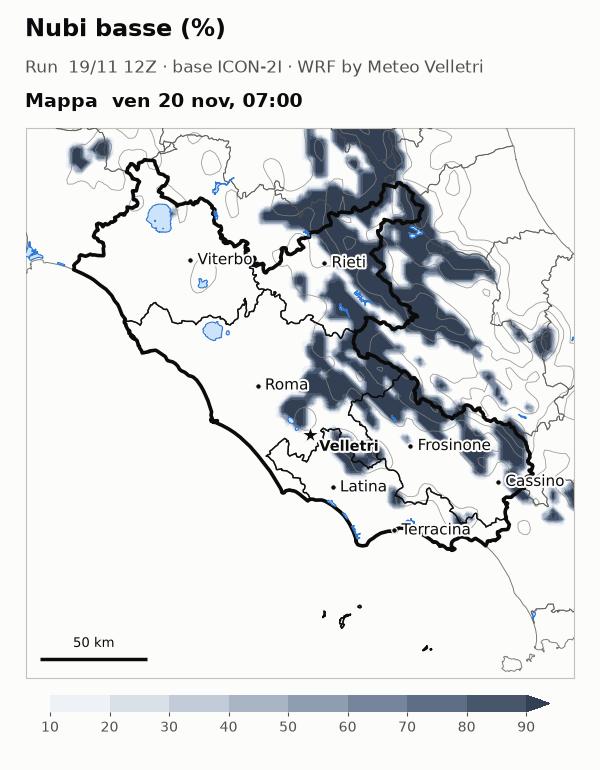 Nubi basse (%)
Run  19/11 12Z · base ICON-2I · WRF by Meteo Velletri
Mappa  ven 20 nov, 07:00
Viterbo
Rieti
Roma
Velletri
Frosinone
Latina
Cassino
Terracina
50 km
10 20 30 40 50 60 70 80 90